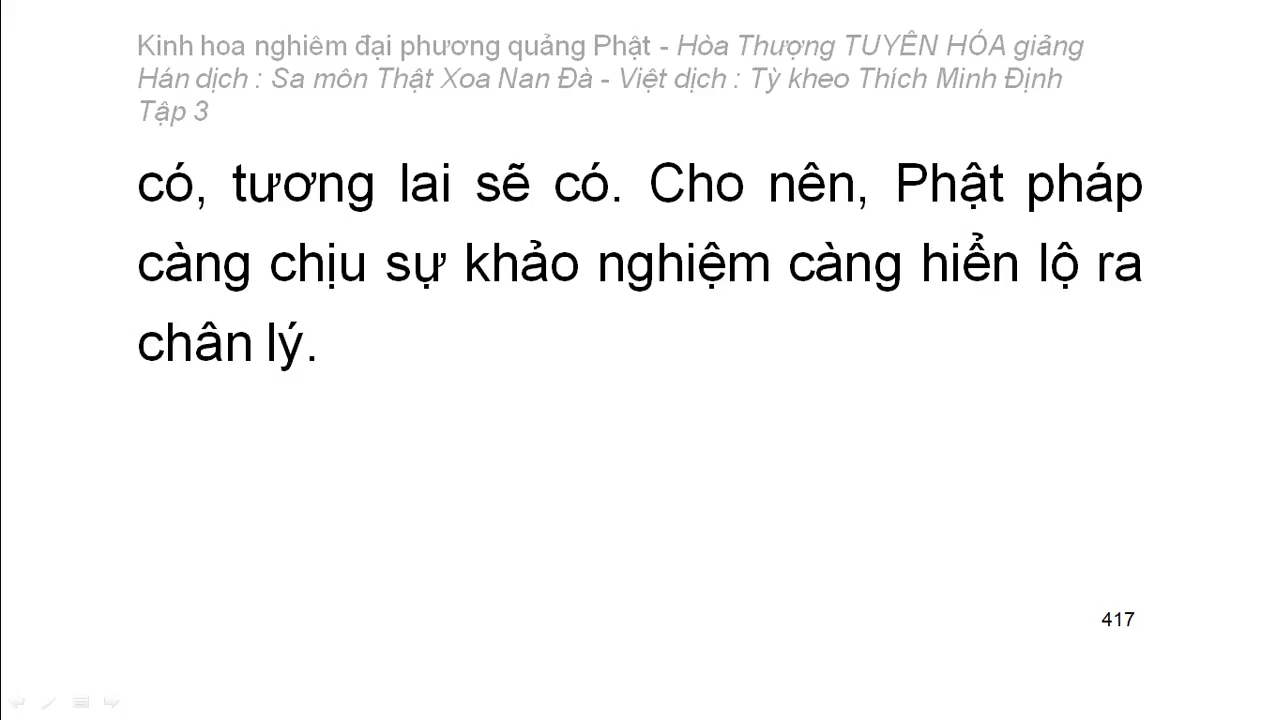 Kinh hoa nghiêm đại phương quảng Phật - Hòa Thượng TUYÊN HÓA giảng
Hán dịch : Sa môn Thật Xoa Nan Đà - Việt dịch : Tỳ kheo Thích Minh Định
Tập 3
có, tương lai sẽ có. Cho nên, Phật pháp
càng chịu sự khảo nghiệm càng hiển lộ ra
chân lý.
417